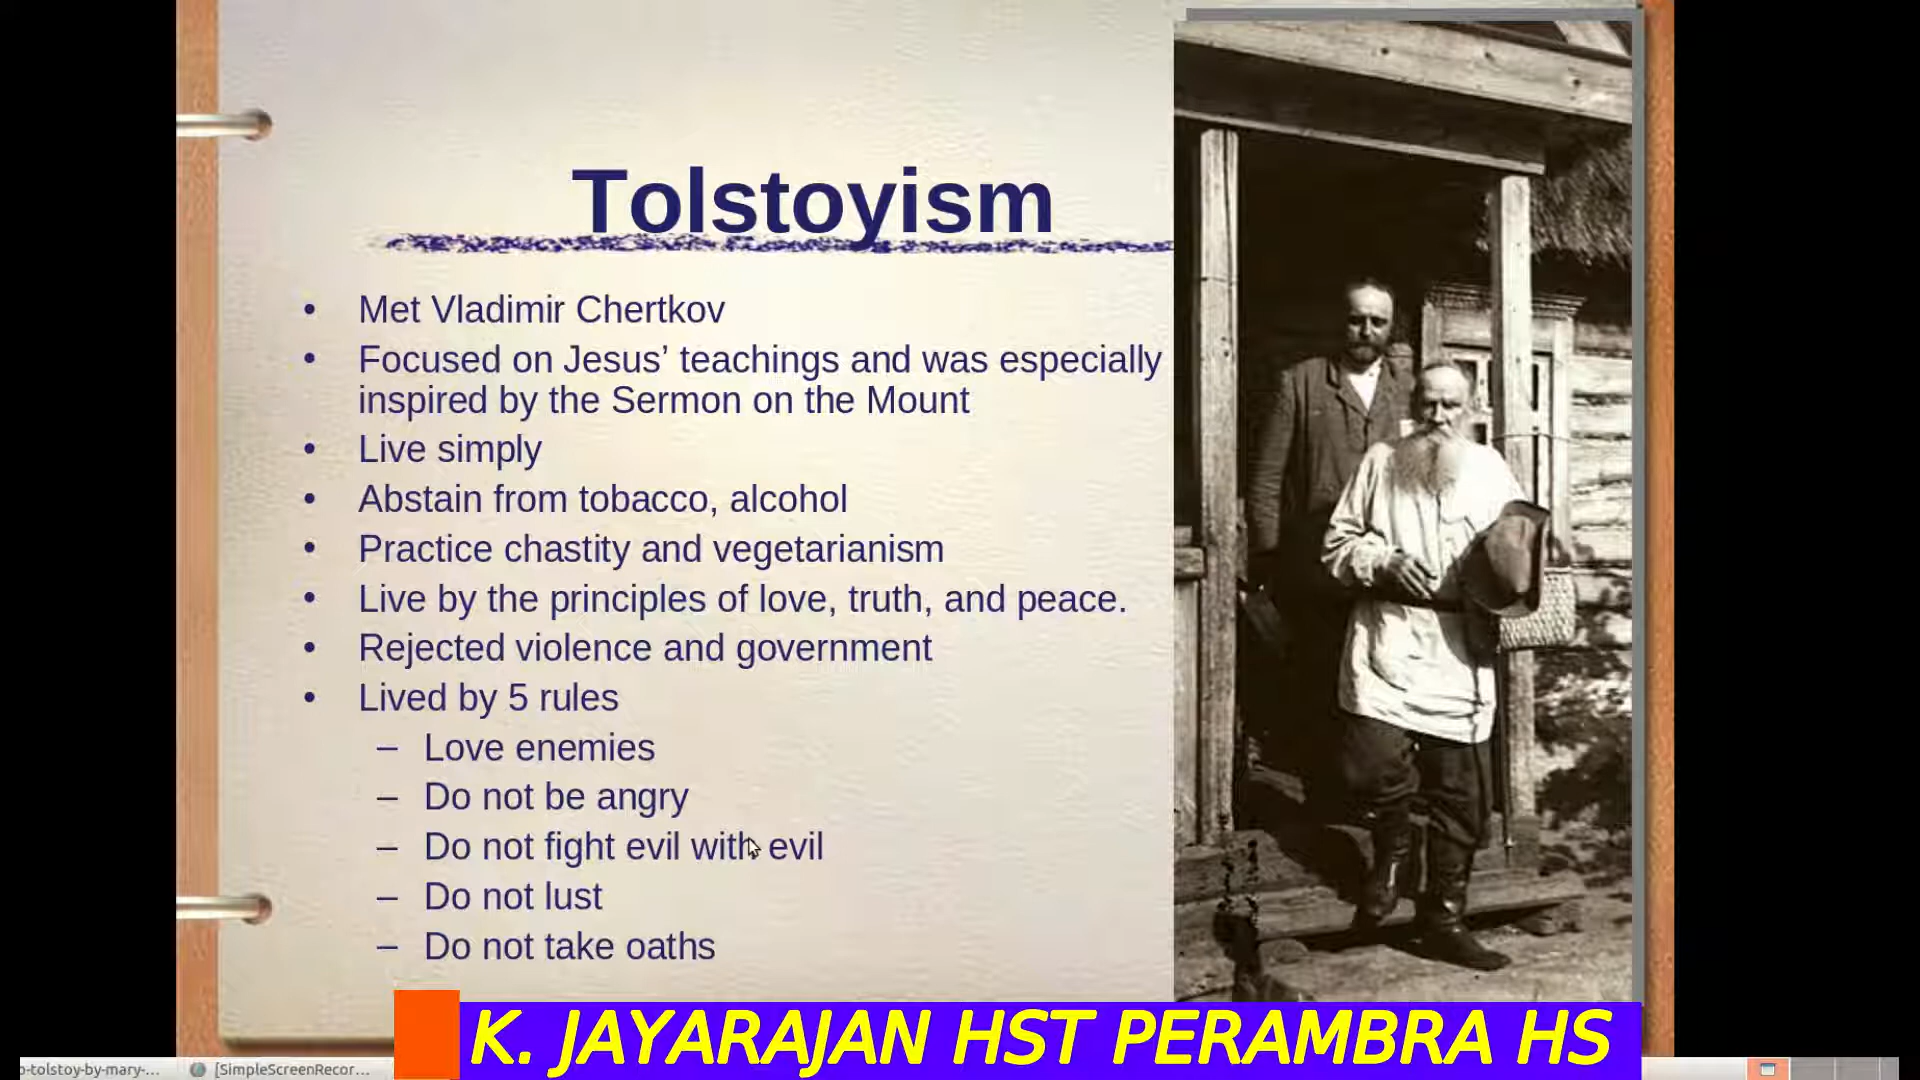 Tolstoyism
• Met Vladimir Chertkov
• Focused on Jesus’ teachings and was especially
inspired by the Sermon on the Mount
• Live simply
• Abstain from tobacco, alcohol
• Practice chastity and vegetarianism
• Live by the principles of love, truth, and peace.
• Rejected violence and government
• Lived by 5 rules
– Love enemies
– Do not be angry
– Do not fight evil with evil
– Do not lust
– Do not take oaths
K. JAYARAJAN HST PERAMBRA HS
o-tolstoy-by-mary-... [SimpleScreenRecor...